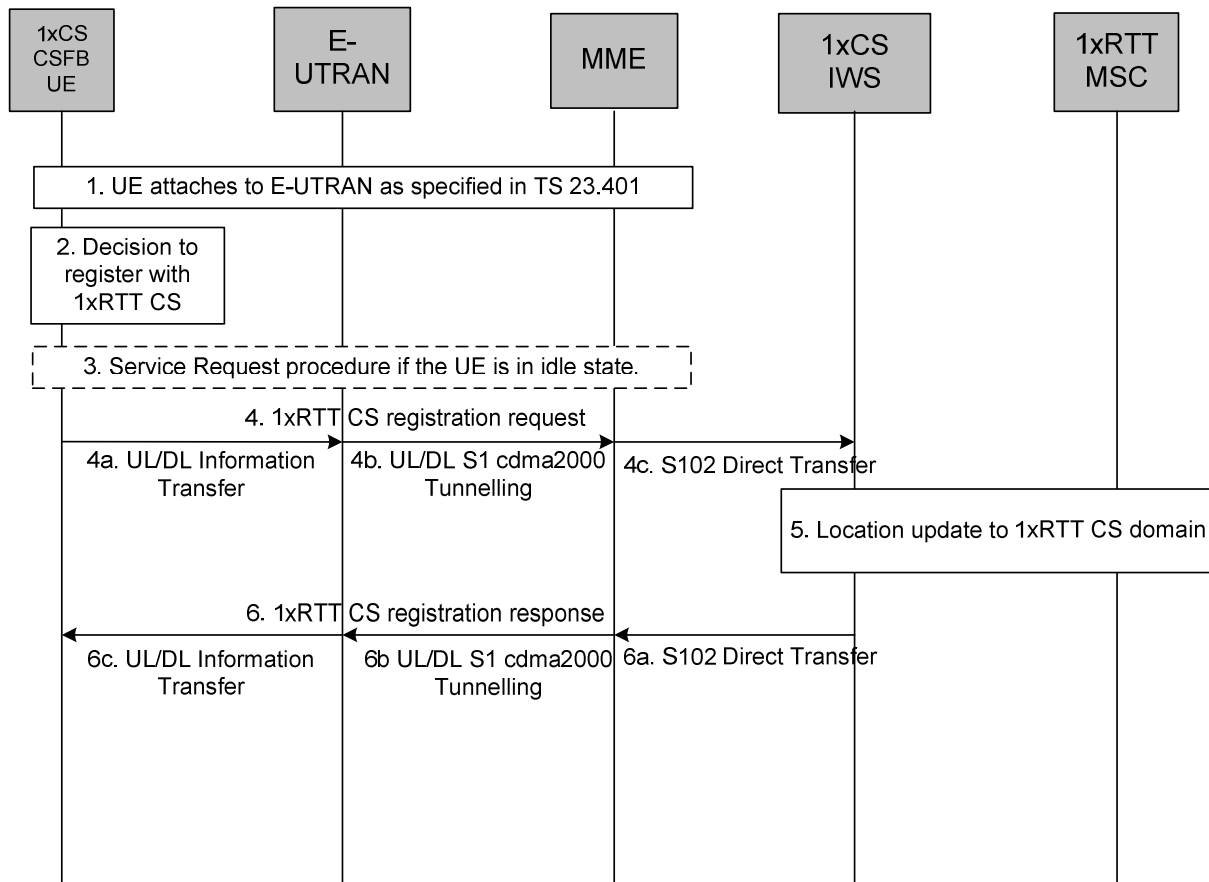 1xCS
CSFB
UE
E-
UTRAN
MME
1xCS
IWS
1xRTT
MSC
1. UE attaches to E-UTRAN as specified in TS 23.401
2. Decision to
register with
1xRTT CS
3. Service Request procedure if the UE is in idle state.
4. 1xRTT CS registration request
4a. UL/DL Information
Transfer
4b. UL/DL S1 cdma2000
Tunnelling
4c. S102 Direct Transfer
5. Location update to 1xRTT CS domain
6. 1xRTT CS registration response
6c. UL/DL Information
Transfer
6b UL/DL S1 cdma2000
Tunnelling
6a. S102 Direct Transfer